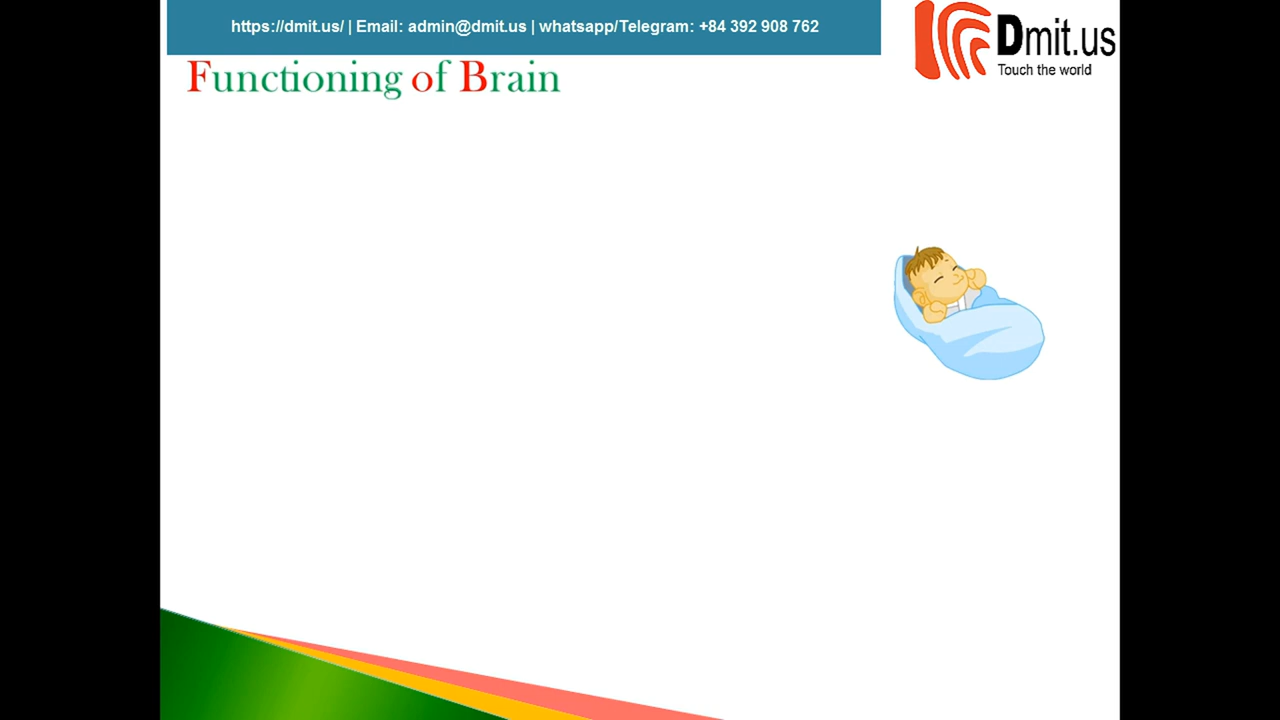 https://dmit.us/ | Email: admin@dmit.us | whatsapp/Telegram: +84 392 908 762
Dmit.us
Touch the world
Functioning of Brain